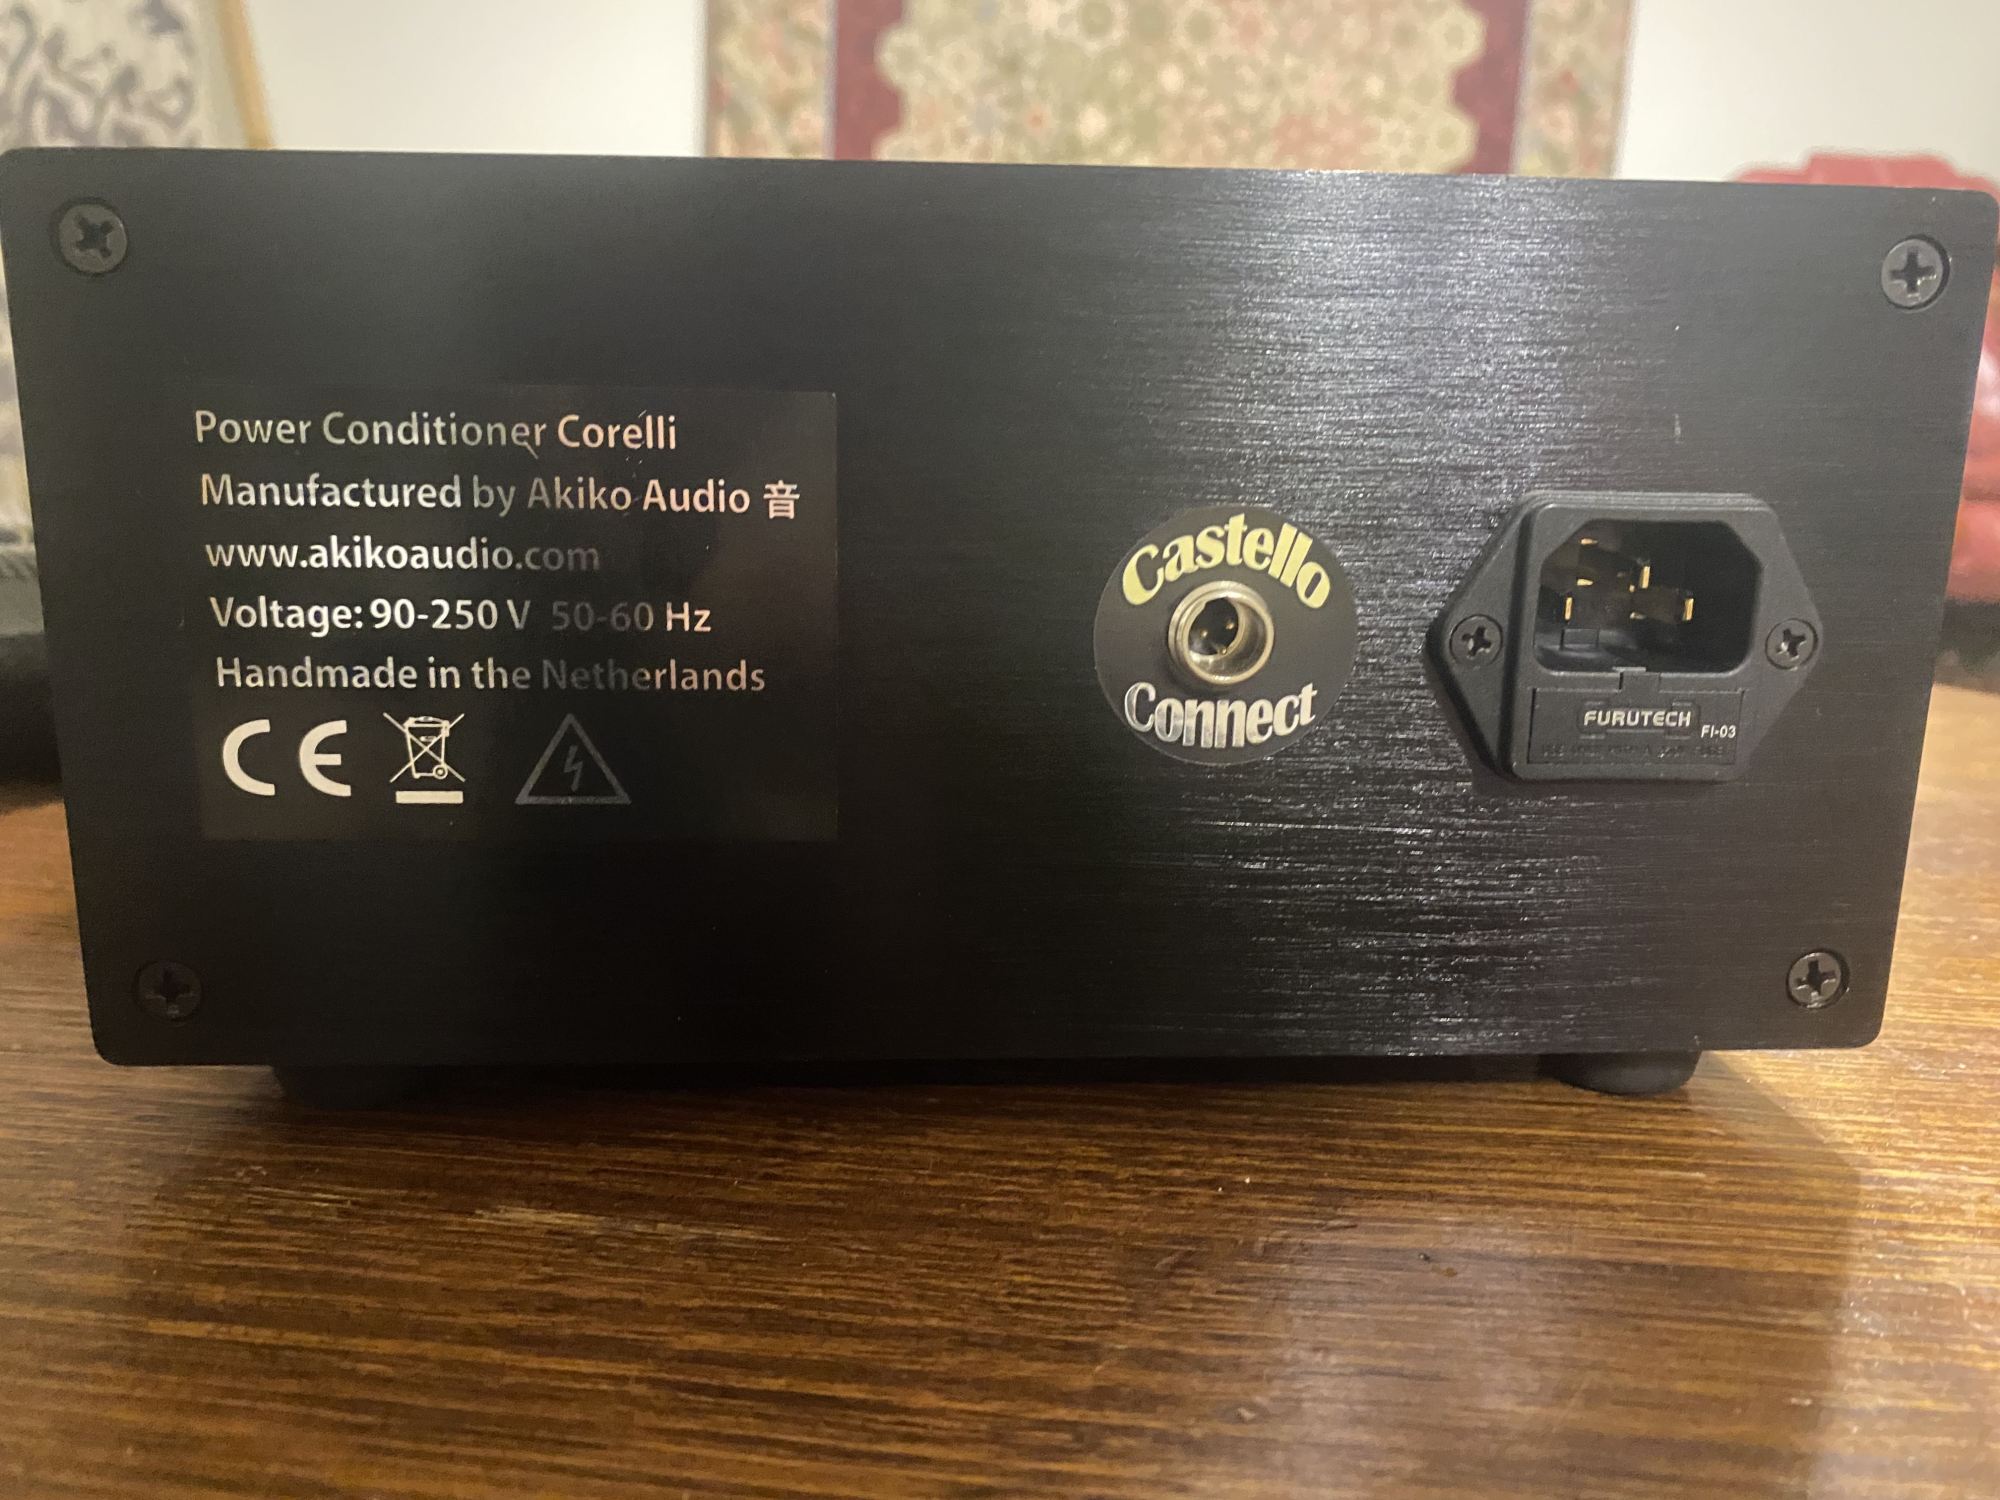 Power Conditioner Corelli
Manufactured by Akiko Audio 音
www.akikoaudio.com
Voltage: 90-250 V 50-60 Hz
Handmade in the Netherlands
CE
Castello
Connect
FURUTECH
FI-03